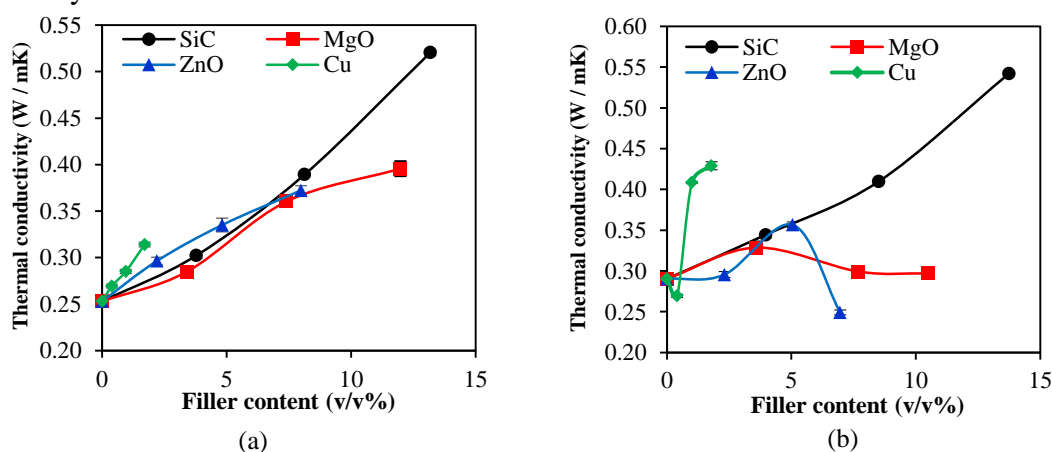 y
0.55
0.50
0.45
0.40
0.35
0.30
0.25
0.20
Thermal conductivity (W / mK)
SiC MgO
ZnO Cu
0 5 10 15
Filler content (v/v%)
(a)
0.60
0.55
0.50
0.45
0.40
0.35
0.30
0.25
0.20
Thermal conductivity (W / mK)
SiC MgO
ZnO Cu
0 5 10 15
Filler content (v/v%)
(b)